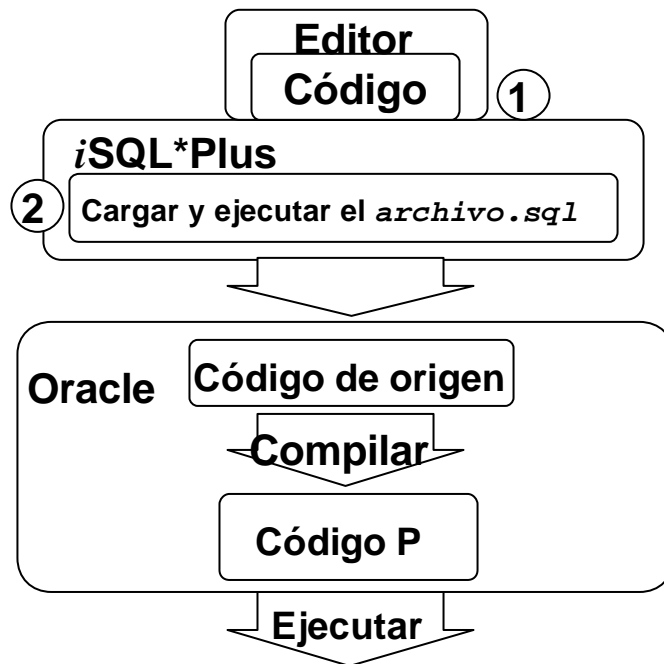 Editor
Código
1
iSQL*Plus
2
Cargar y ejecutar el archivo.sql
Código de origen
Oracle
Compilar
Código P
Ejecutar